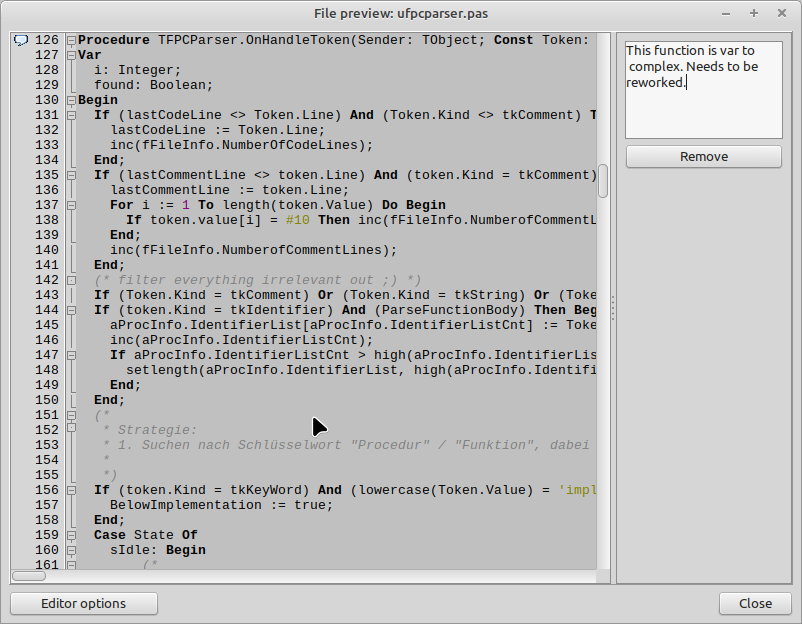 File preview: ufpcparser.pas
126 Procedure TFPCParser.OnHandleToken(Sender: TObject; Const Token:
127 Var
128 i: Integer;
129 found: Boolean;
130 Begin
131 If (lastCodeLine <> Token.Line) And (Token.Kind <> tkComment) T
132 lastCodeLine := Token.Line;
133 inc(fFileInfo.NumberOfCodeLines);
134 End;
135 If (lastCommentLine <> token.Line) And (token.Kind = tkComment)
136 lastCommentLine := token.Line;
137 For i := 1 To length(token.Value) Do Begin
138 If token.value[i] = #10 Then inc(fFileInfo.NumberofCommentL
139 End;
140 inc(fFileInfo.NumberofCommentLines);
141 End;
142 (* filter everything irrelevant out ;) *)
143 If (Token.Kind = tkComment) Or (Token.Kind = tkString) Or (Toke
144 If (token.Kind = tkIdentifier) And (ParseFunctionBody) Then Beg
145 aProcInfo.IdentifierList[aProcInfo.IdentifierListCnt] := Toke
146 inc(aProcInfo.IdentifierListCnt);
147 If aProcInfo.IdentifierListCnt > high(aProcInfo.IdentifierLis
148 setlength(aProcInfo.IdentifierList, high(aProcInfo.Identifi
149 End;
150 End;
151 (*
152 * Strategie:
153 * 1. Suchen nach Schlüsselwort "Procedur" / "Funktion", dabei
154 *
155 *)
156 If (token.Kind = tkKeyWord) And (lowercase(Token.Value) = 'impl
157 BelowImplementation := true;
158 End;
159 Case State Of
160 sIdle: Begin
161 (*
This function is var to
complex. Needs to be
reworked.
Remove
Editor options
Close